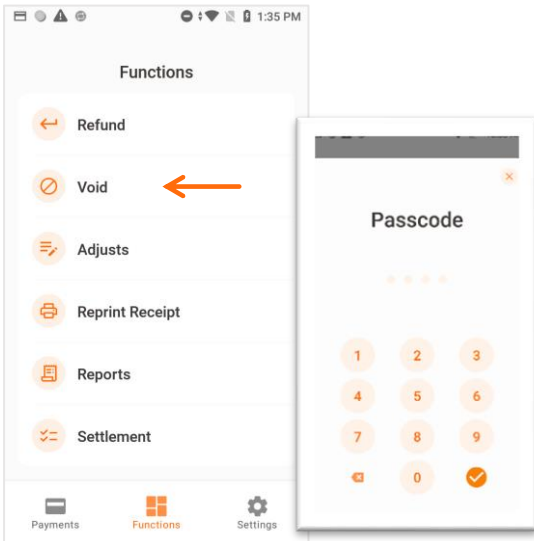 1:35 PM
Functions
Refund
Void
Adjusts
Reprint Receipt
Reports
Settlement
Payments Functions Settings
Passcode
1 2 3
4 5 6
7 8 9
0